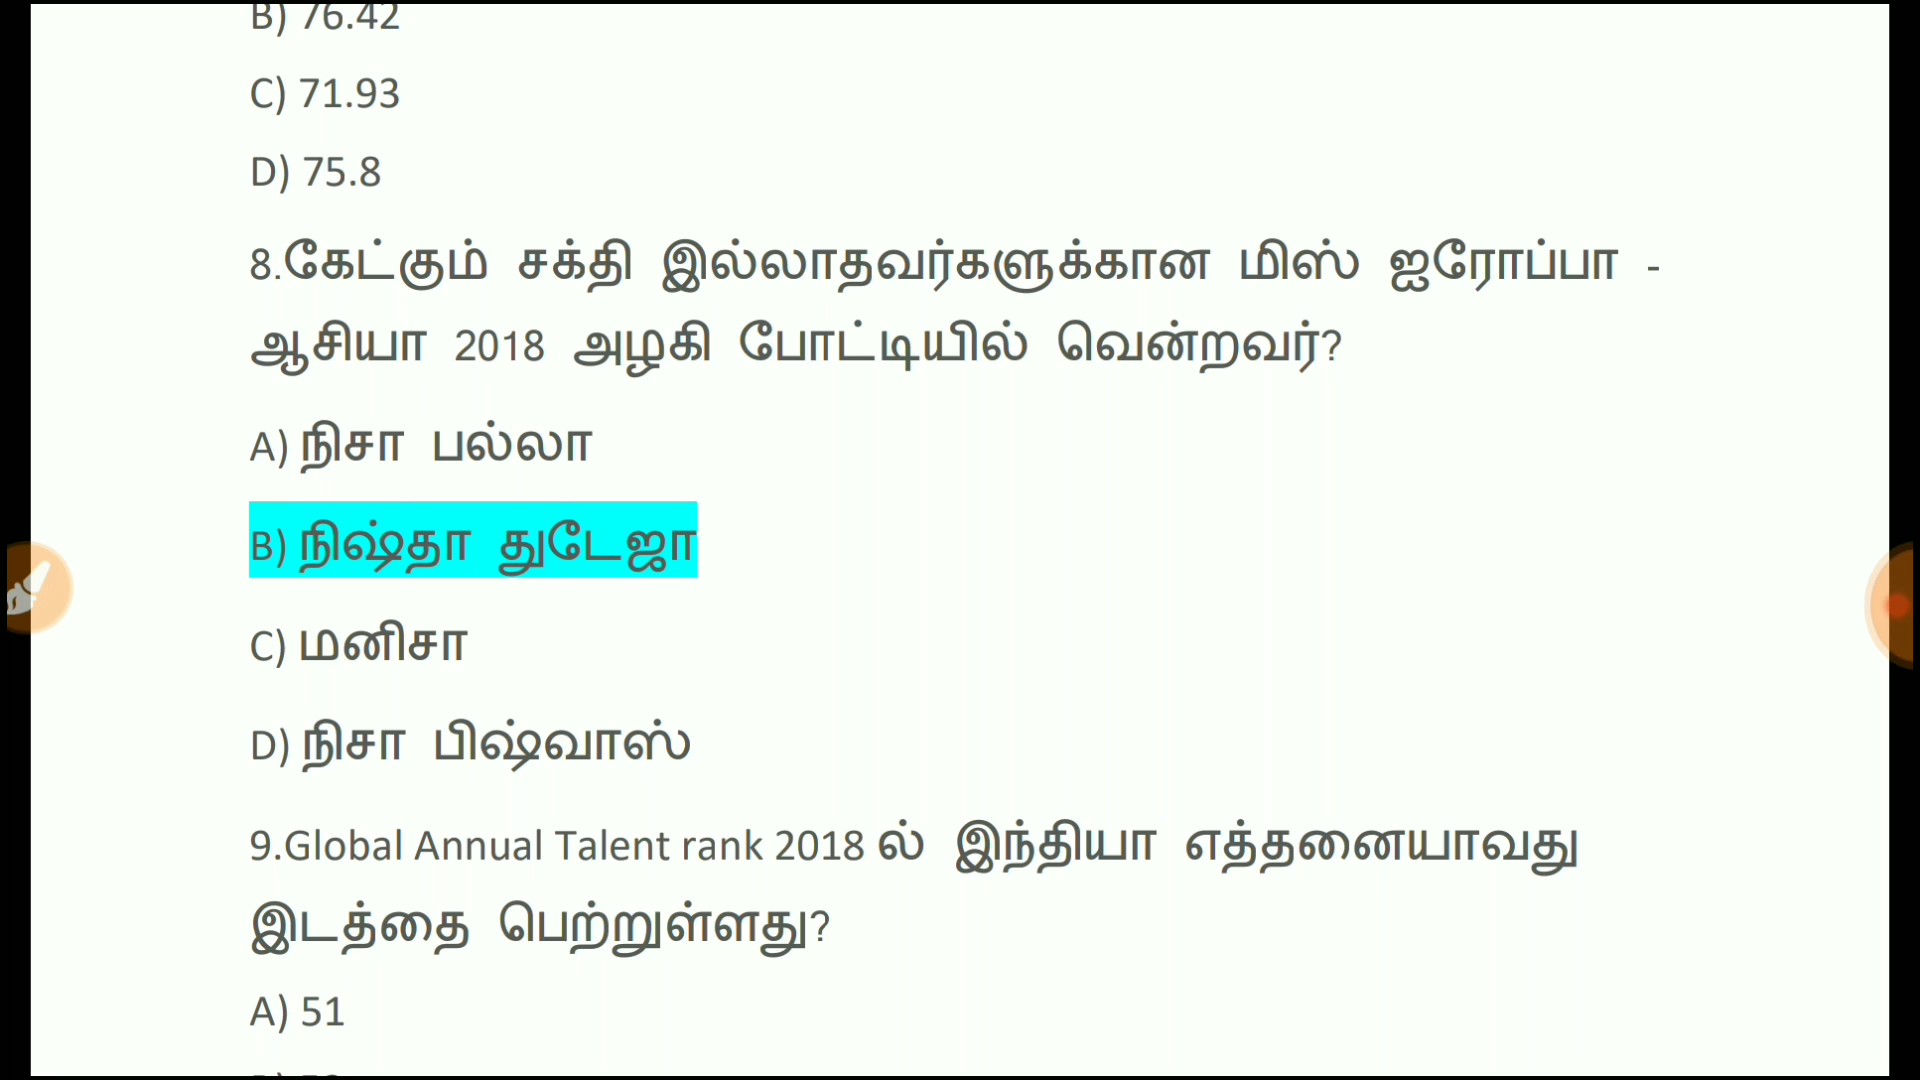 B) 76.42
C) 71.93
D) 75.8
8.கேட்கும் சக்தி இல்லாதவர்களுக்கான மிஸ் ஐரோப்பா -
ஆசியா 2018 அழகி போட்டியில் வென்றவர்?
A) நிசா பல்லா
B) நிஷ்தா துடேஜா
C) மனிசா
D) நிசா பிஷ்வாஸ்
9.Global Annual Talent rank 2018 ல் இந்தியா எத்தனையாவது
இடத்தை பெற்றுள்ளது?
A) 51